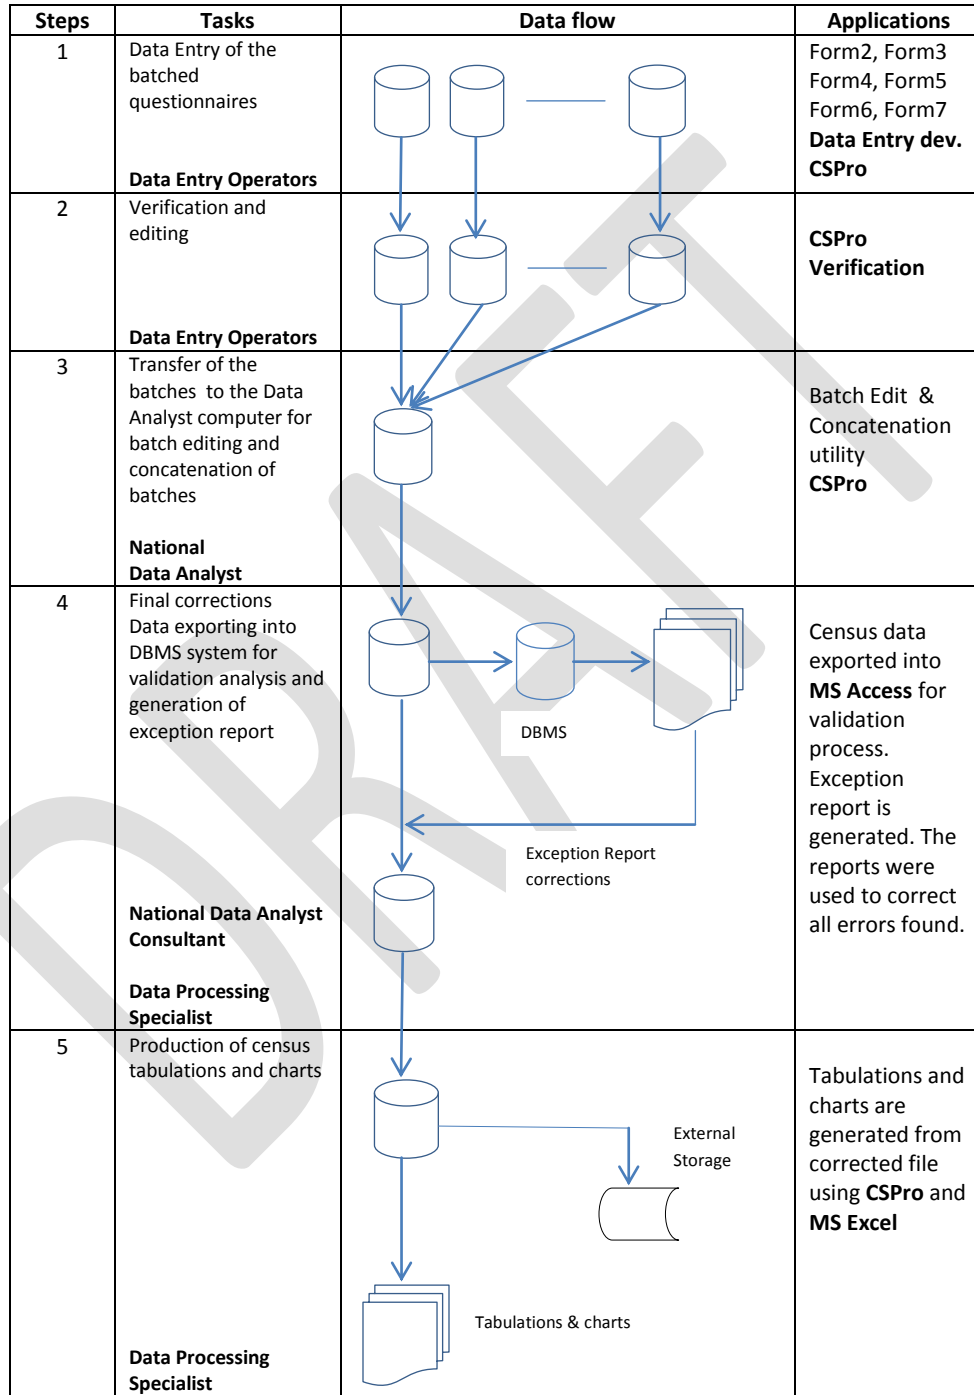 Steps Tasks Data flow Applications
1
Data Entry of the
batched
questionnaires
Data Entry Operators
Form2, Form3
Form4, Form5
Form6, Form7
Data Entry dev.
CSPro
2
Verification and
editing
Data Entry Operators
CSPro
Verification
3
Transfer of the
batches  to the Data
Analyst computer for
batch editing and
concatenation of
batches
National
Data Analyst
Batch Edit  &
Concatenation
utility
CSPro
4
Final corrections
Data exporting into
DBMS system for
validation analysis and
generation of
exception report
National Data Analyst
Consultant
Data Processing
Specialist
DBMS
Exception Report
corrections
Census data
exported into
MS Access for
validation
process.
Exception
report is
generated. The
reports were
used to correct
all errors found.
5
Production of census
tabulations and charts
Data Processing
Specialist
External
Storage
Tabulations & charts
Tabulations and
charts are
generated from
corrected file
using CSPro and
MS Excel
DRAFT